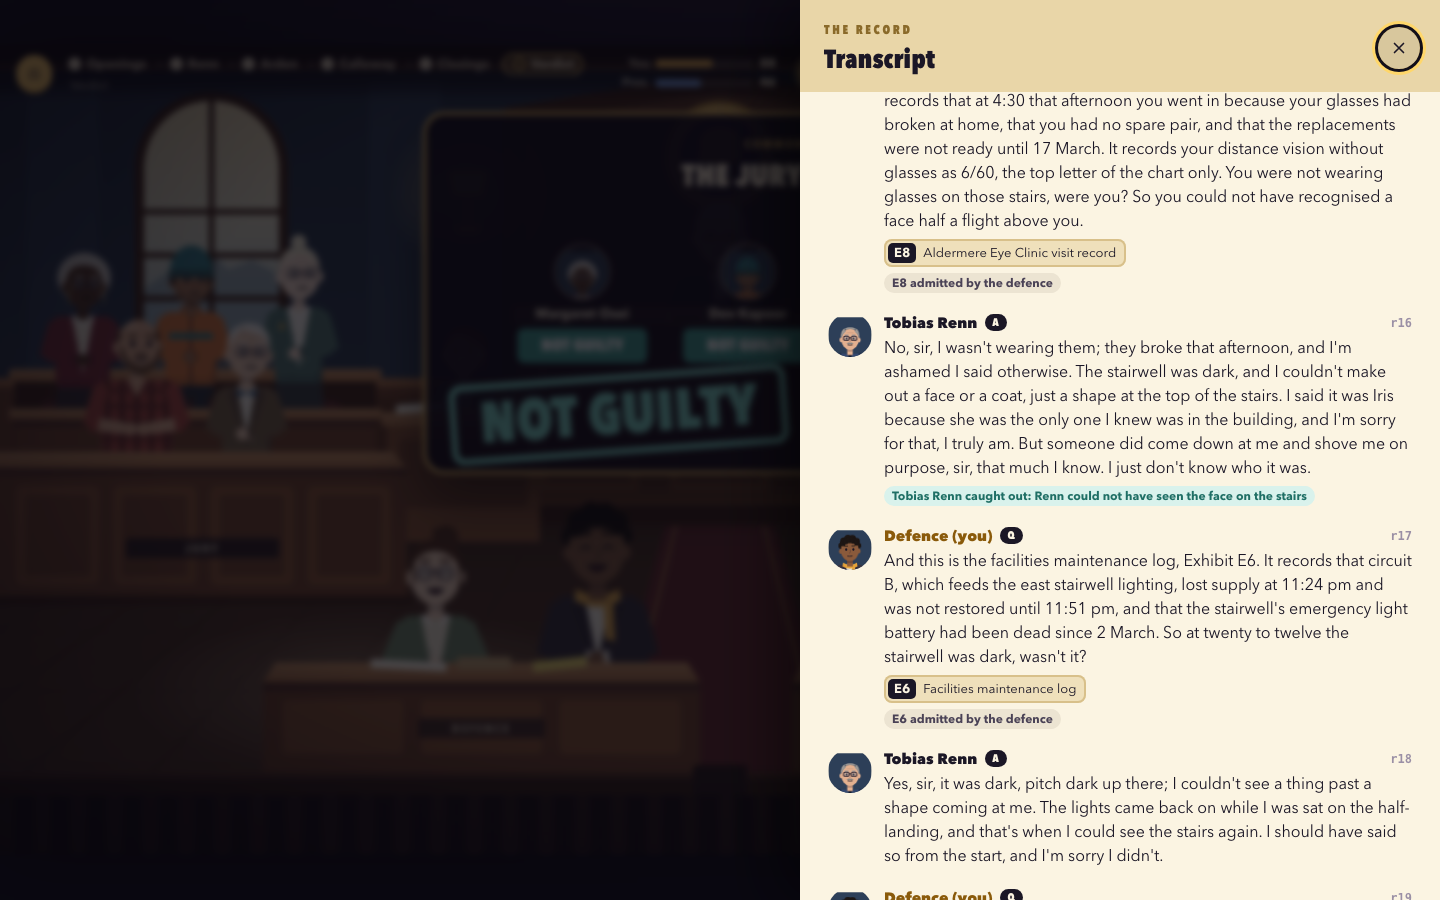 THE RECORD
Transcript
×
records that at 4:30 that afternoon you went in because your glasses had
broken at home, that you had no spare pair, and that the replacements
were not ready until 17 March. It records your distance vision without
glasses as 6/60, the top letter of the chart only. You were not wearing
glasses on those stairs, were you? So you could not have recognised a
face half a flight above you.
E8 Aldermere Eye Clinic visit record
E8 admitted by the defence
Tobias Renn A r16
No, sir, I wasn't wearing them; they broke that afternoon, and I'm
ashamed I said otherwise. The stairwell was dark, and I couldn't make
out a face or a coat, just a shape at the top of the stairs. I said it was Iris
because she was the only one I knew was in the building, and I'm sorry
for that, I truly am. But someone did come down at me and shove me on
purpose, sir, that much I know. I just don't know who it was.
Tobias Renn caught out: Renn could not have seen the face on the stairs
Defence (you) Q r17
And this is the facilities maintenance log, Exhibit E6. It records that circuit
B, which feeds the east stairwell lighting, lost supply at 11:24 pm and
was not restored until 11:51 pm, and that the stairwell's emergency light
battery had been dead since 2 March. So at twenty to twelve the
stairwell was dark, wasn't it?
E6 Facilities maintenance log
E6 admitted by the defence
Tobias Renn A r18
Yes, sir, it was dark, pitch dark up there; I couldn't see a thing past a
shape coming at me. The lights came back on while I was sat on the half-
landing, and that's when I could see the stairs again. I should have said
so from the start, and I'm sorry I didn't.
Defence (you) Q r19
THE JURY
NOT GUILTY NOT GUILTY
NOT GUILTY